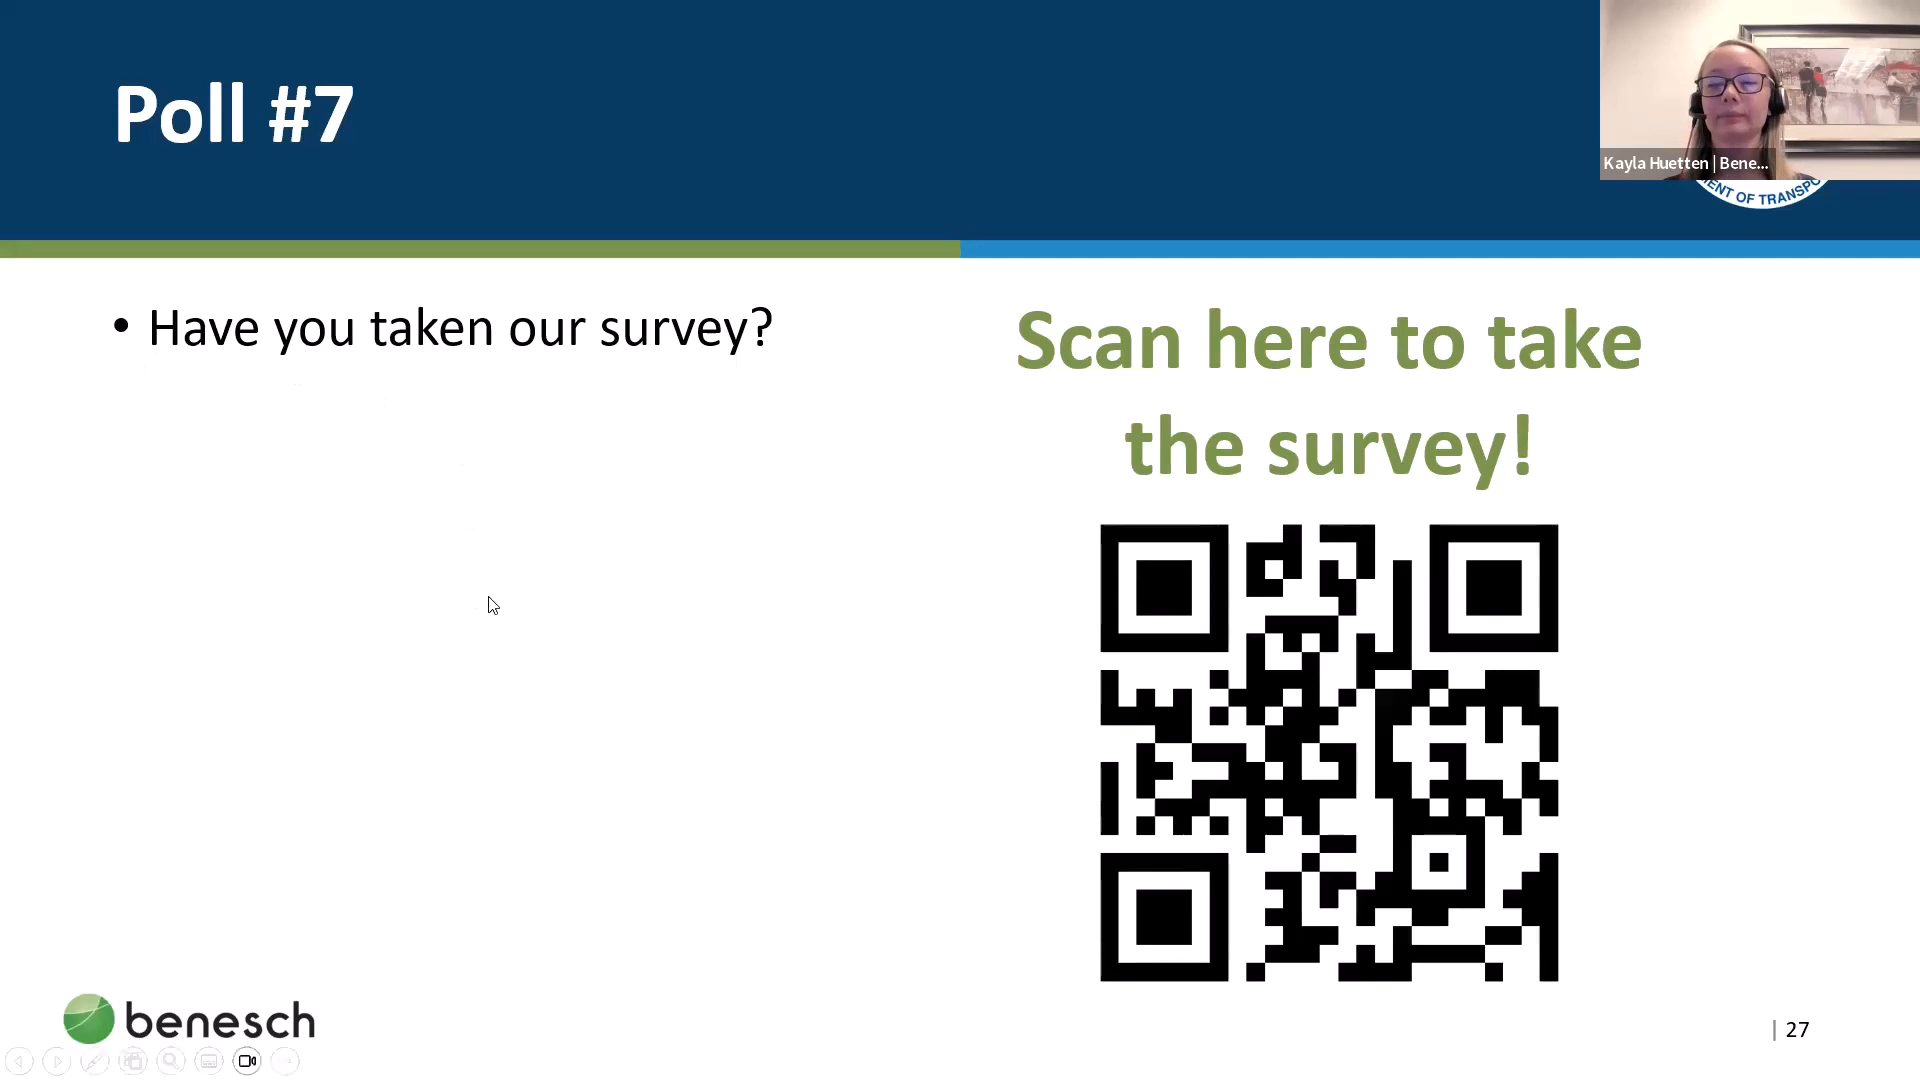 Poll #7
Kayla Huetten | Bene...
ENT OF TRANSPO
• Have you taken our survey?
Scan here to take
the survey!
benesch
| 27